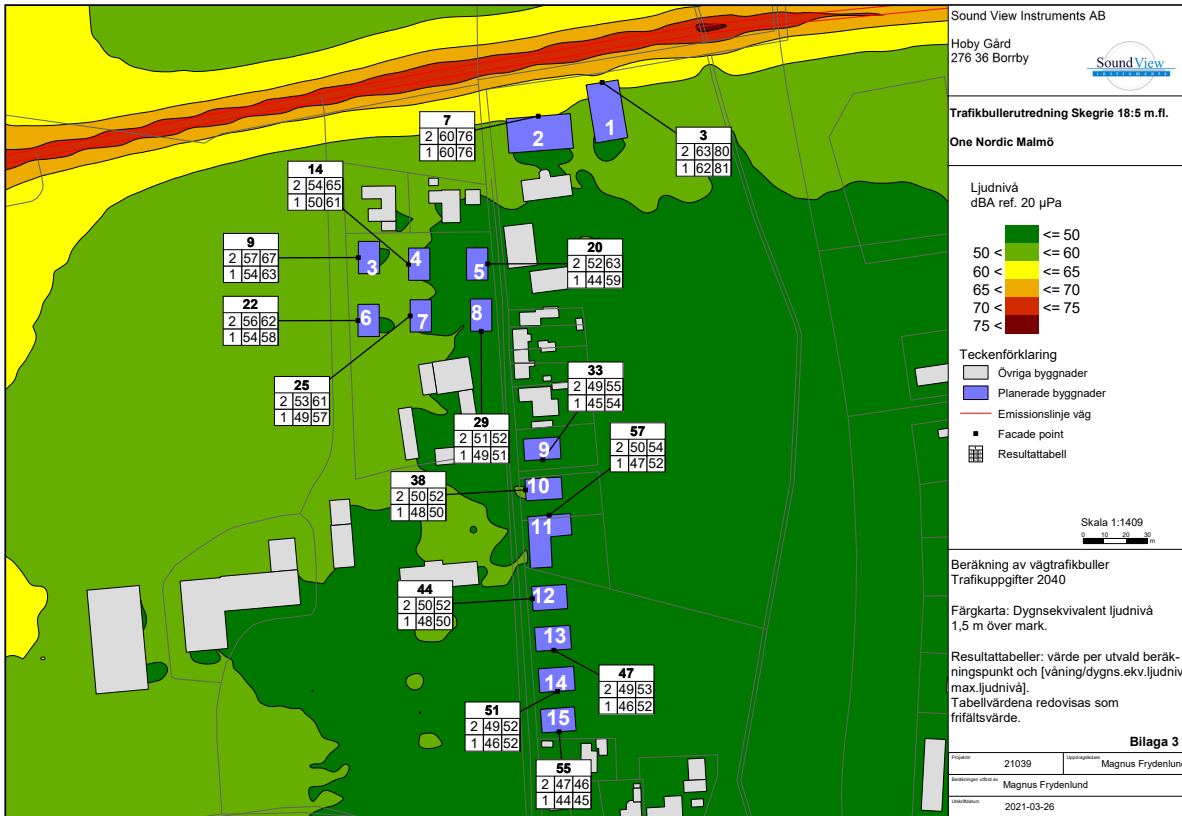 Sound View Instruments AB
Hoby Gård
276 36 Borrby
Sound View
instruments
Trafikbullerutredning Skegrie 18:5 m.fl.
One Nordic Malmö
Ljudnivå
dBA ref. 20 µPa
<= 50
50 < <= 60
60 < <= 65
65 < <= 70
70 < <= 75
75 <
Teckenförklaring
Övriga byggnader
Planerade byggnader
Emissionslinje väg
Facade point
Resultattabell
Skala 1:1409
0 10 20 30
m
Beräkning av vägtrafikbuller
Trafikuppgifter 2040
Färgkarta: Dygnsekvivalent ljudnivå
1,5 m över mark.
Resultattabeller: värde per utvald beräk-
ningspunkt och [våning/dygns.ekv.ljudniv
max.ljudnivå].
Tabellvärdena redovisas som
frifältsvärde.
Bilaga 3
Projektnr 21039 Uppdragsledare Magnus Frydenlund
Beräkningen utförd av Magnus Frydenlund
Utskriftsdatum 2021-03-26
7
2 60 76
1 60 76
3
2 63 80
1 62 81
14
2 54 65
1 50 61
9
2 57 67
1 54 63
20
2 52 63
1 44 59
22
2 56 62
1 54 58
25
2 53 61
1 49 57
29
2 51 52
1 49 51
33
2 49 55
1 45 54
57
2 50 54
1 47 52
38
2 50 52
1 48 50
44
2 50 52
1 48 50
47
2 49 53
1 46 52
51
2 49 52
1 46 52
55
2 47 46
1 44 45
1
2
3
4
5
6
7
8
9
10
11
12
13
14
15